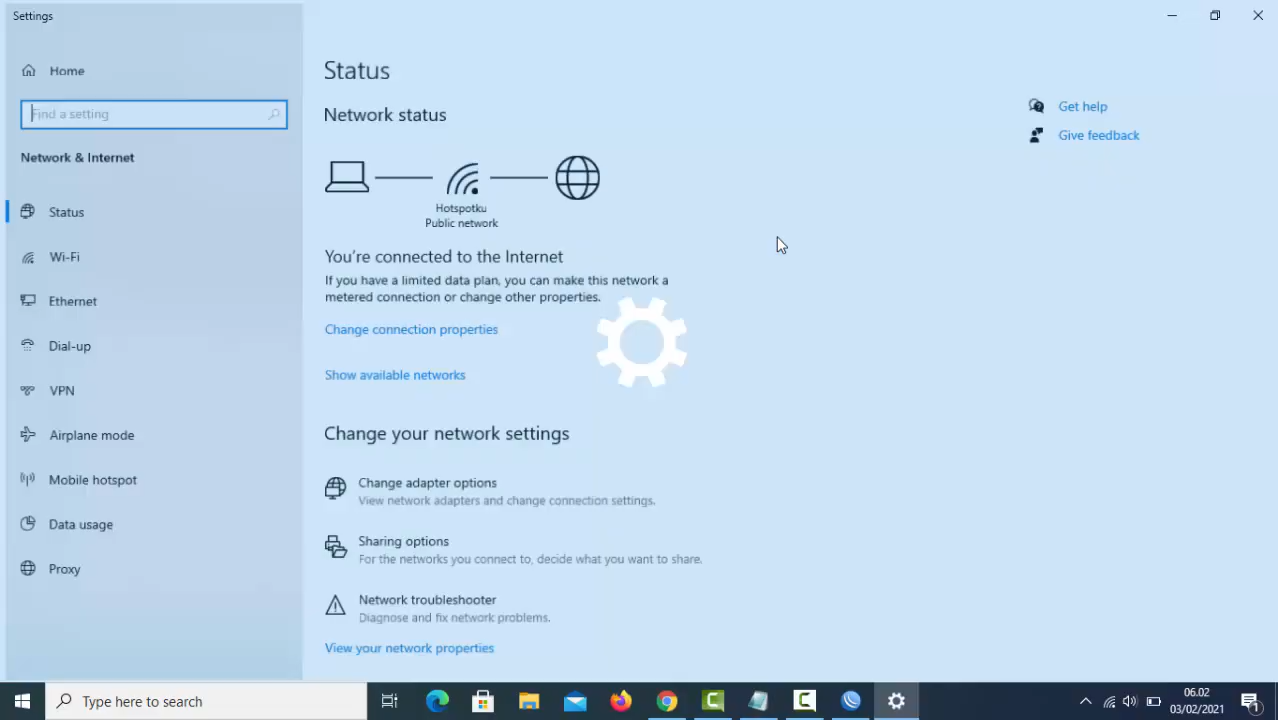 Settings
Home
Find a setting
Network & Internet
Status
Wi-Fi
Ethernet
Dial-up
VPN
Airplane mode
Mobile hotspot
Data usage
Proxy
Status
Network status
Hotspotku
Public network
You're connected to the Internet
If you have a limited data plan, you can make this network a
metered connection or change other properties.
Change connection properties
Show available networks
Change your network settings
Change adapter options
View network adapters and change connection settings.
Sharing options
For the networks you connect to, decide what you want to share.
Network troubleshooter
Diagnose and fix network problems.
View your network properties
Get help
Give feedback
Type here to search
06.02
03/02/2021
1